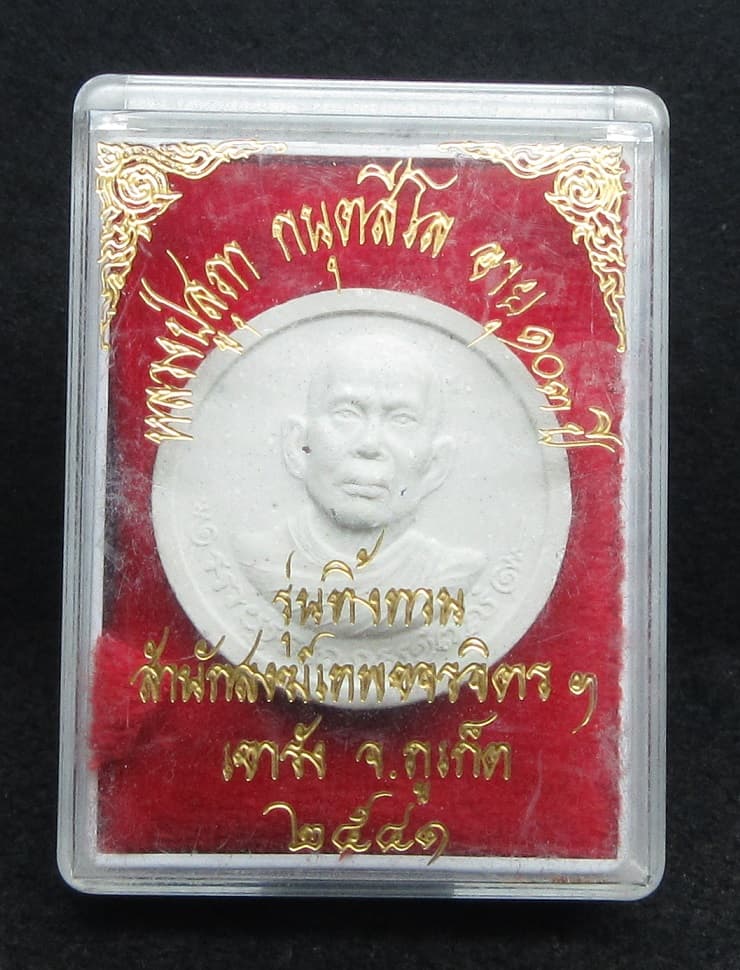 หลวงปู่สุภา กนฺตสีโล อายุ ๑๐๓ ปี
รุ่นทิ้งทวน
สำนักสงฆ์เทพขจรจิตร ฯ
เขารัง จ.ภูเก็ต
๒๕๔๑